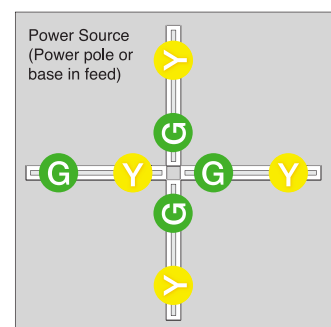 Power Source
(Power pole or
base in feed)
Y
G
G Y G Y
G
Y